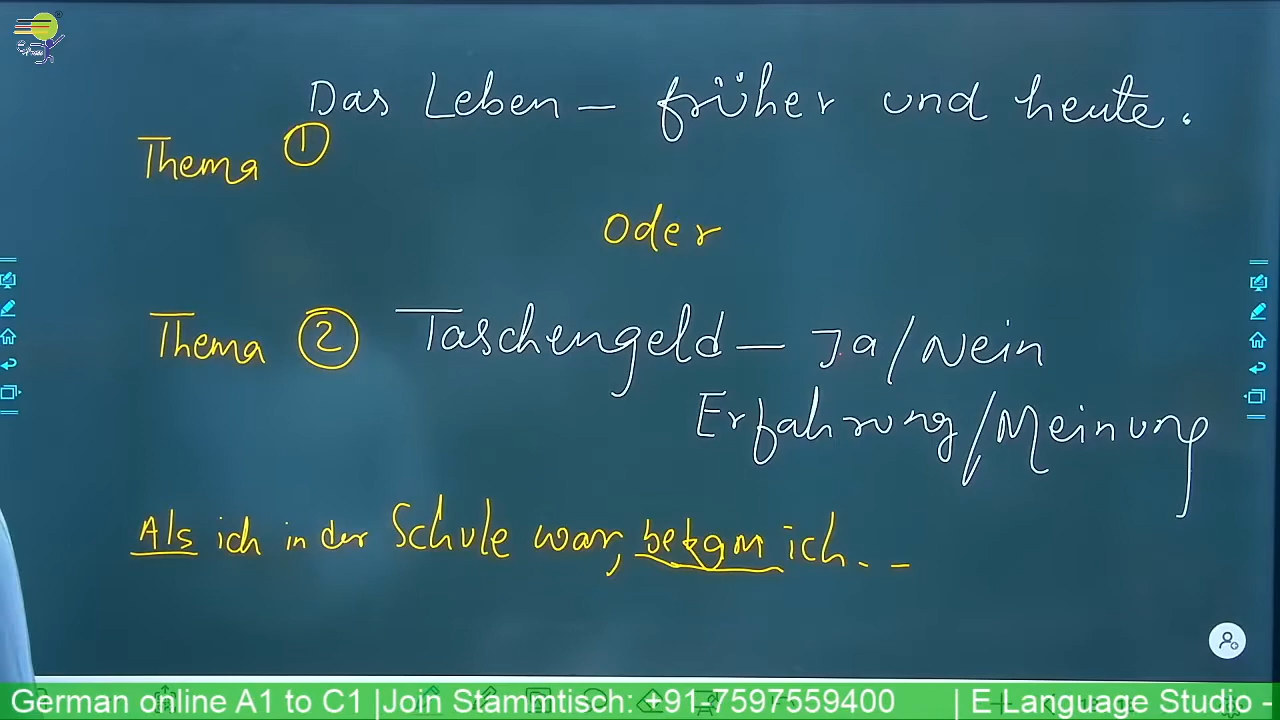 Das Leben – früher und heute.
Thema ①
Oder
Thema ② Taschengeld – Ja/Nein
Erfahrung/Meinung
Als ich in der Schule war, bekam ich . . –
German online A1 to C1 |Join Stammtisch: +91 7597559400 | E Language Studio -